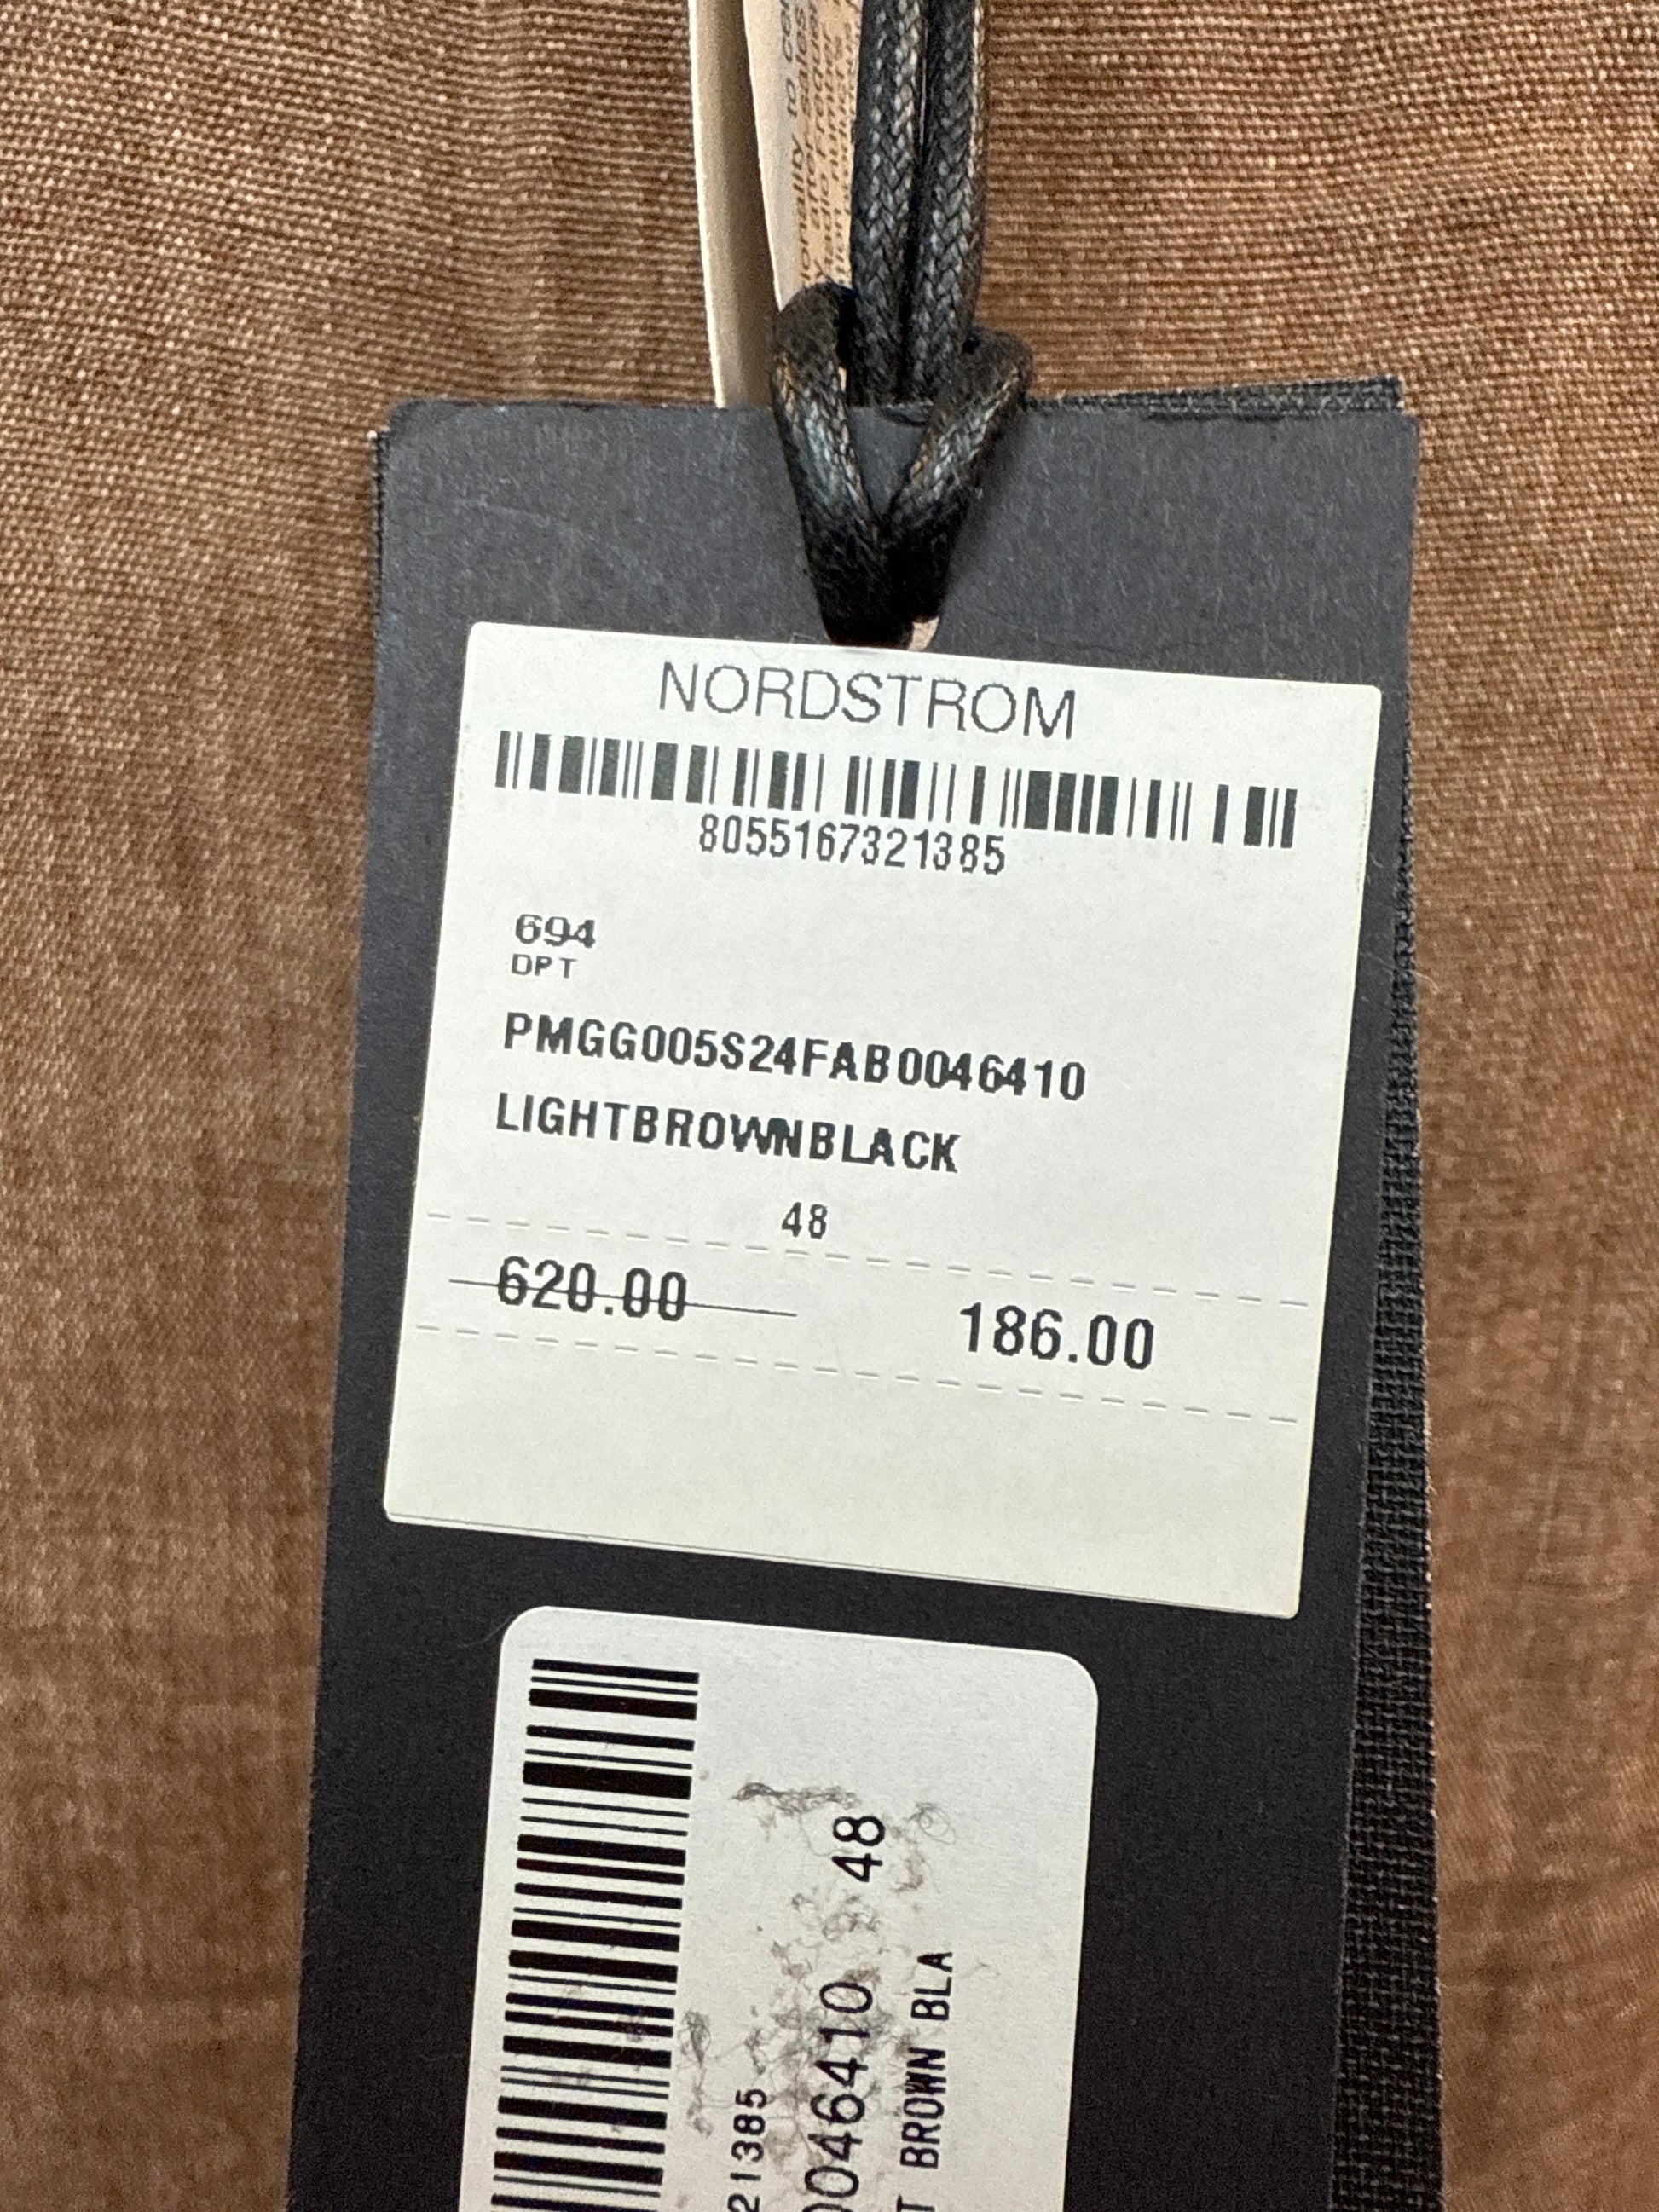 NORDSTROM
8055167321385
694
DPT
PMGG005S24FAB0046410
LIGHTBROWNBLACK
48
620.00 186.00
21385
0046410 48
T BROWN BLA